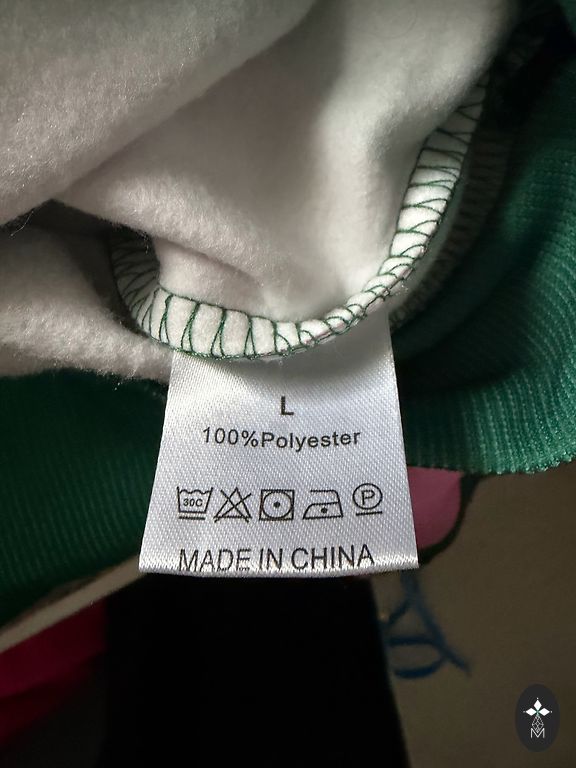 L
100%Polyester
30C P
MADE IN CHINA
M